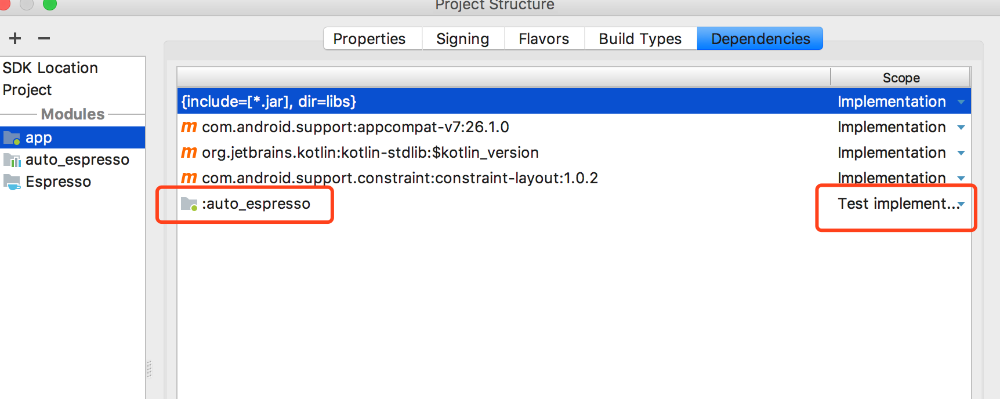 Project Structure
Properties Signing Flavors Build Types Dependencies
SDK Location
Project
Modules
app
auto_espresso
Espresso
Scope
{include=[*.jar], dir=libs} Implementation
m com.android.support:appcompat-v7:26.1.0 Implementation
m org.jetbrains.kotlin:kotlin-stdlib:$kotlin_version Implementation
m com.android.support.constraint:constraint-layout:1.0.2 Implementation
:auto_espresso Test implement...